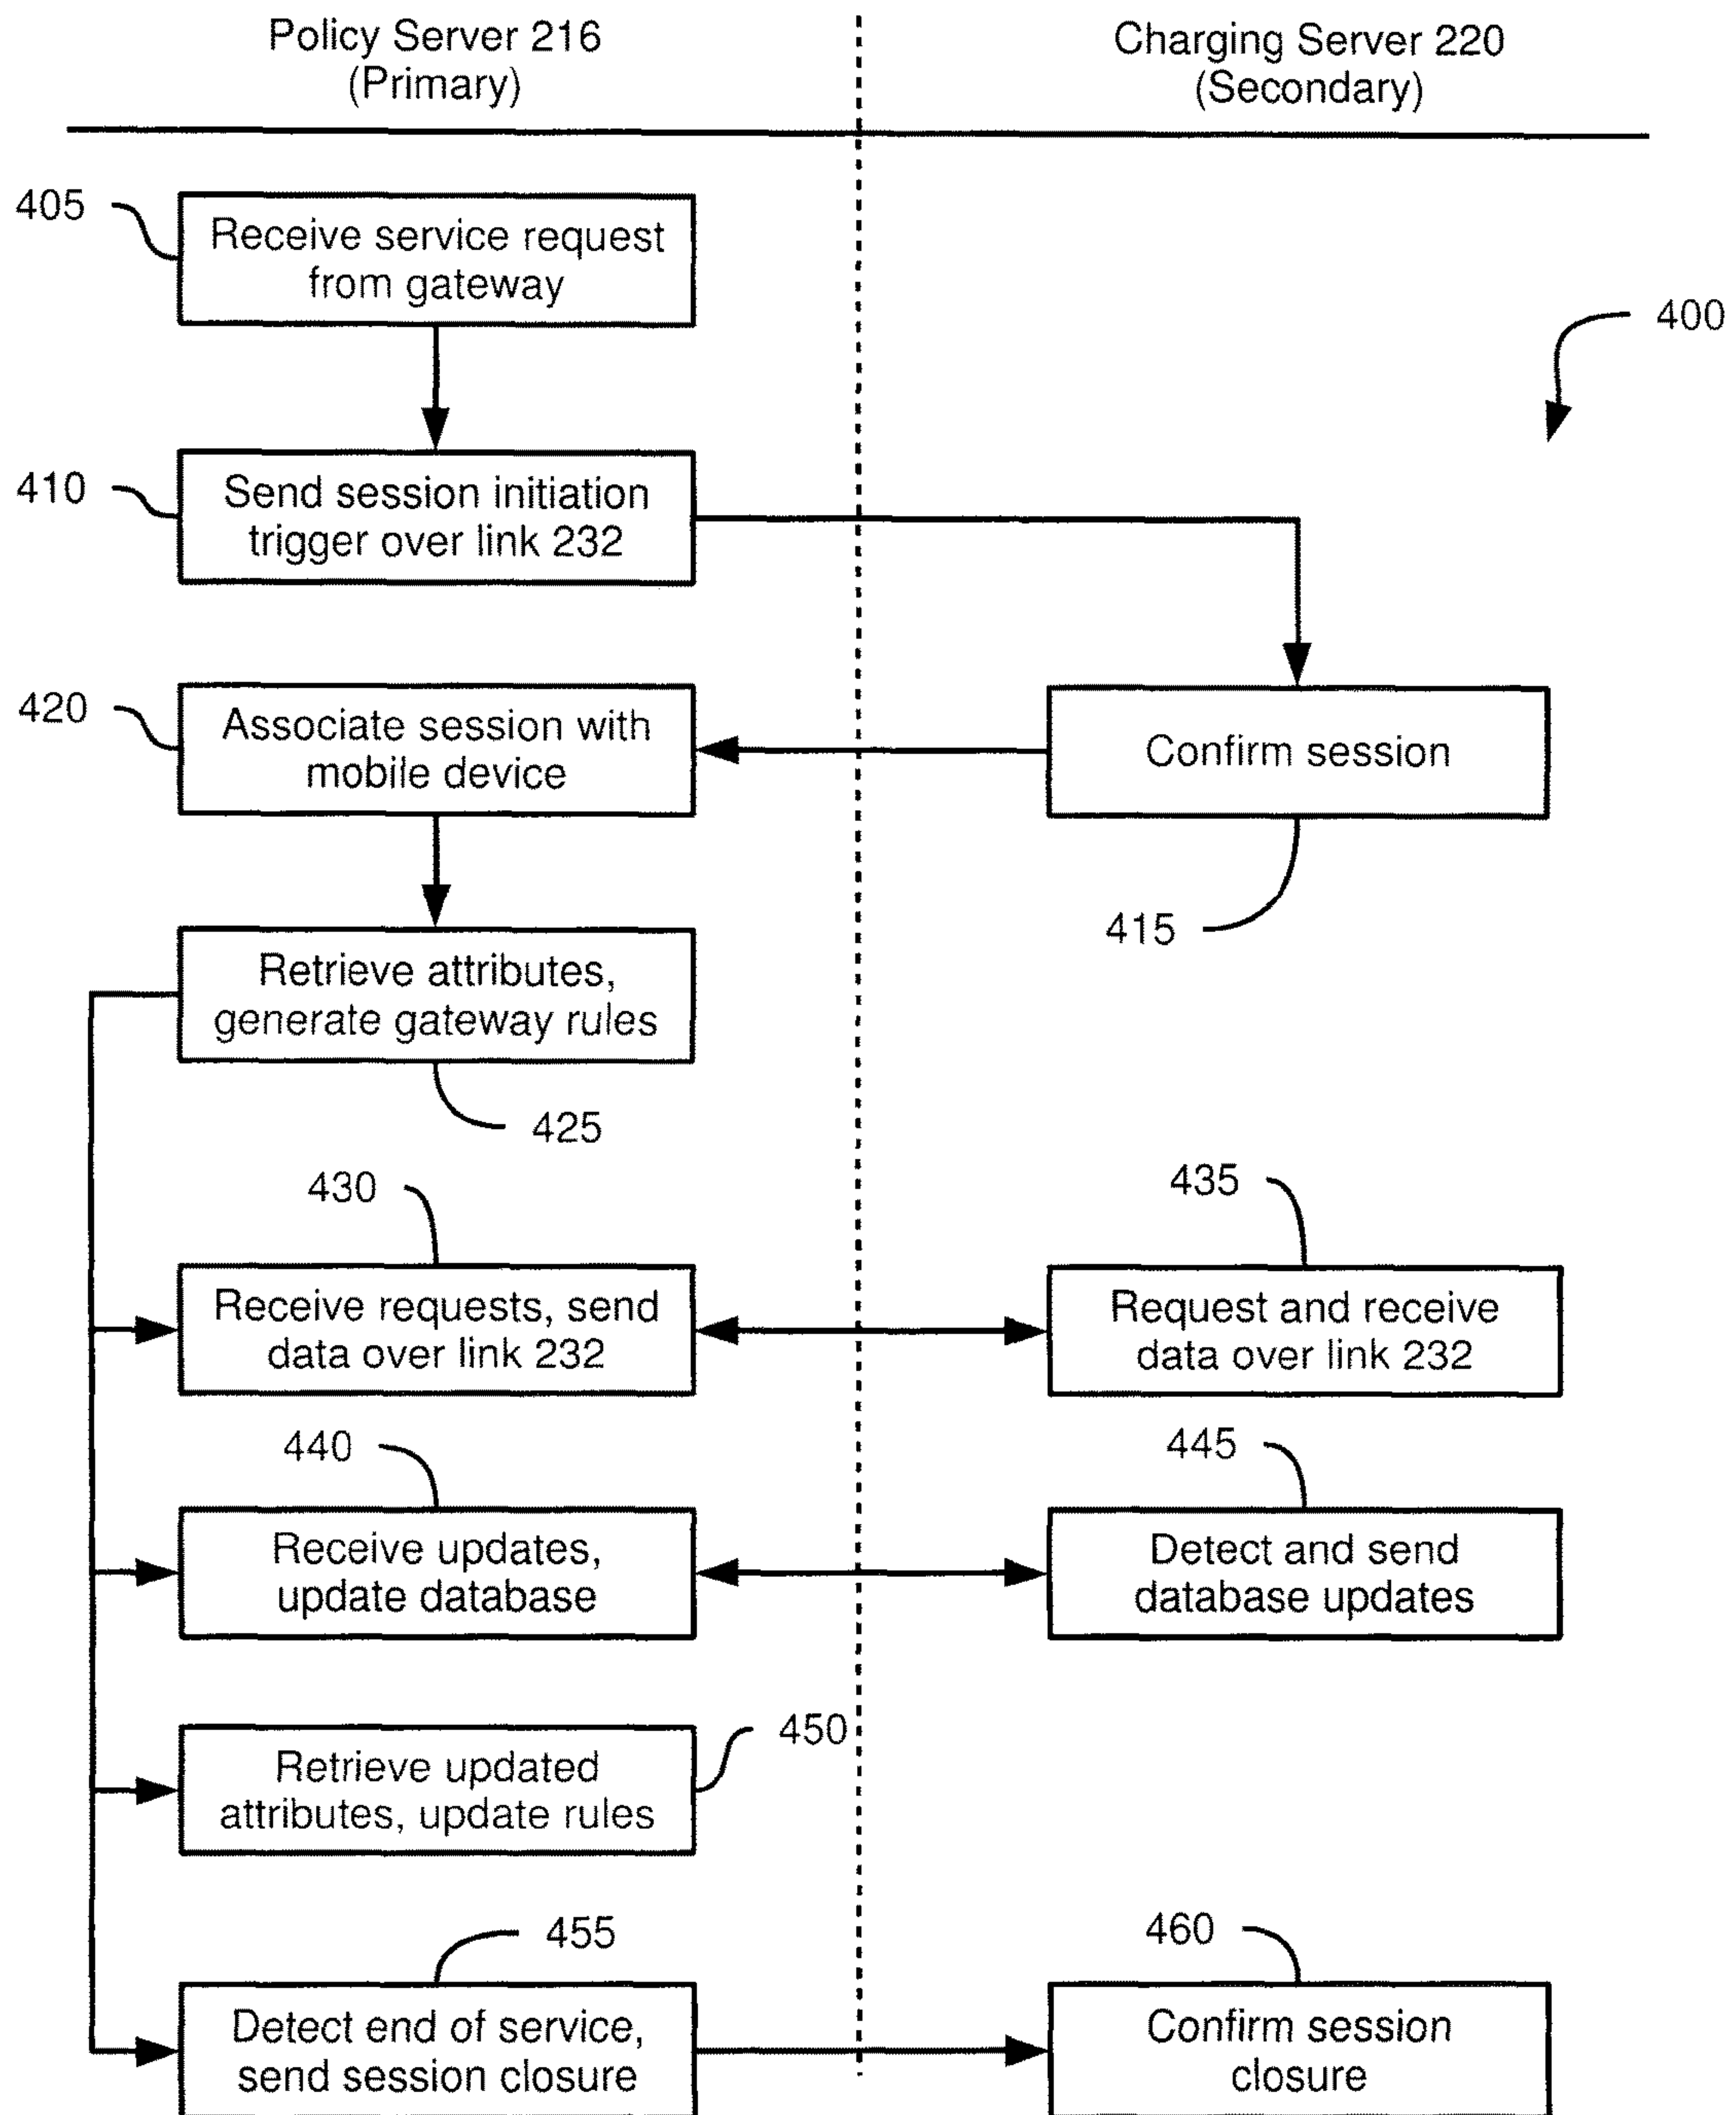 Policy Server 216
(Primary)
Charging Server 220
(Secondary)
405
Receive service request
from gateway
400
410
Send session initiation
trigger over link 232
420
Associate session with
mobile device
Confirm session
415
Retrieve attributes,
generate gateway rules
425
430
435
Receive requests, send
data over link 232
Request and receive
data over link 232
440
445
Receive updates,
update database
Detect and send
database updates
450
Retrieve updated
attributes, update rules
455
460
Detect end of service,
send session closure
Confirm session
closure